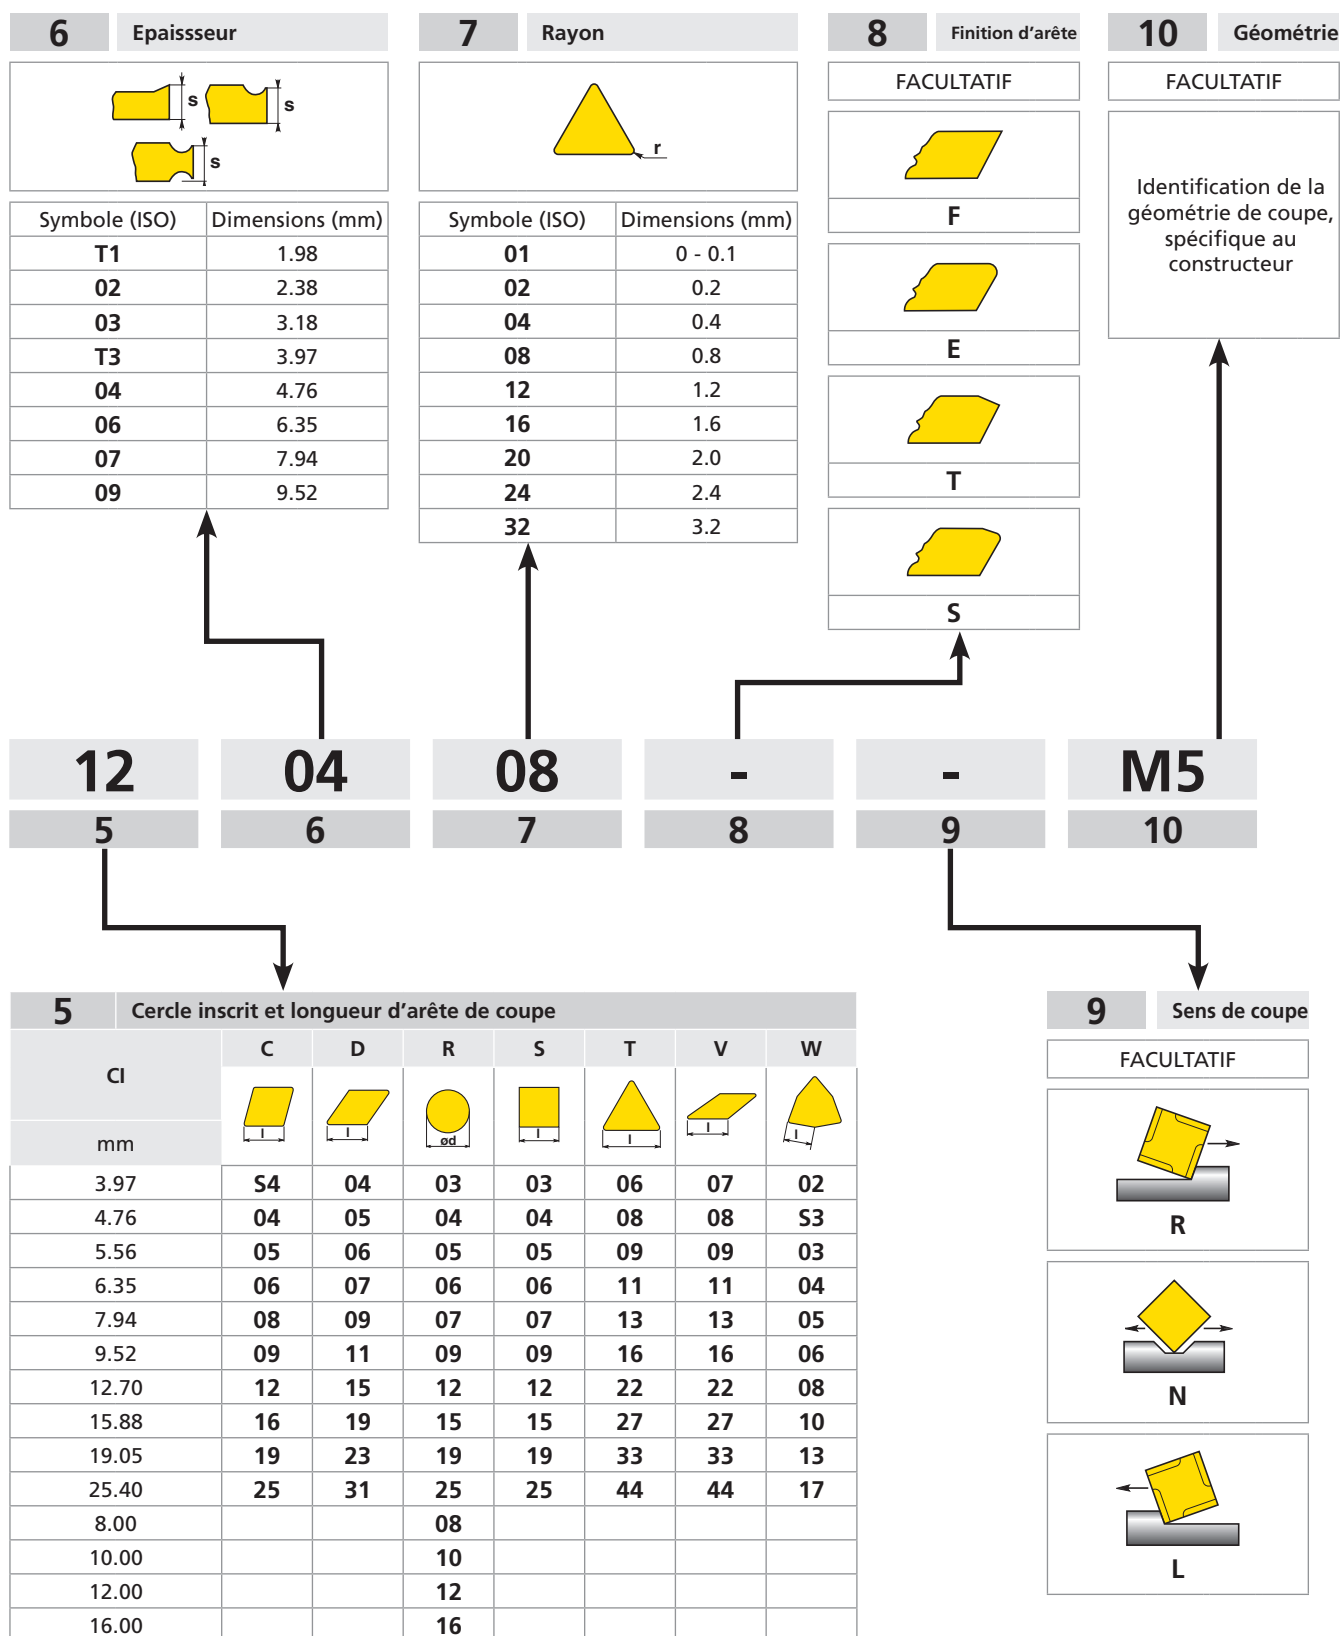 6 Epaissseur
s s
s
Symbole (ISO) Dimensions (mm)
T1 1.98
02 2.38
03 3.18
T3 3.97
04 4.76
06 6.35
07 7.94
09 9.52
7 Rayon
r
Symbole (ISO) Dimensions (mm)
01 0 - 0.1
02 0.2
04 0.4
08 0.8
12 1.2
16 1.6
20 2.0
24 2.4
32 3.2
8 Finition d'arête
FACULTATIF
F
E
T
S
10 Géométrie
FACULTATIF
Identification de la
géométrie de coupe,
spécifique au
constructeur
12 04 08 - - M5
5 6 7 8 9 10
5 Cercle inscrit et longueur d'arête de coupe
CI C D R S T V W
l l ød l l l l
mm
3.97 S4 04 03 03 06 07 02
4.76 04 05 04 04 08 08 S3
5.56 05 06 05 05 09 09 03
6.35 06 07 06 06 11 11 04
7.94 08 09 07 07 13 13 05
9.52 09 11 09 09 16 16 06
12.70 12 15 12 12 22 22 08
15.88 16 19 15 15 27 27 10
19.05 19 23 19 19 33 33 13
25.40 25 31 25 25 44 44 17
8.00 08
10.00 10
12.00 12
16.00 16
9 Sens de coupe
FACULTATIF
R
N
L